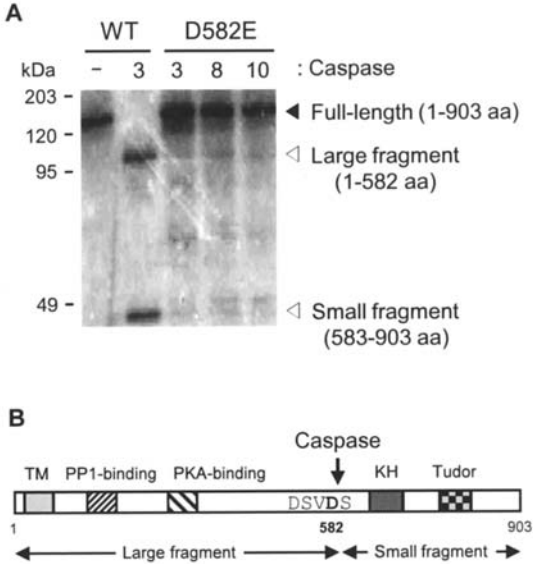 A
WT D582E
kDa – 3 3 8 10 : Caspase
203
120
95
49
Full-length (1-903 aa)
Large fragment
(1-582 aa)
Small fragment
(583-903 aa)
B
Caspase
TM PP1-binding PKA-binding KH Tudor
DSVDS
1 582 903
Large fragment Small fragment